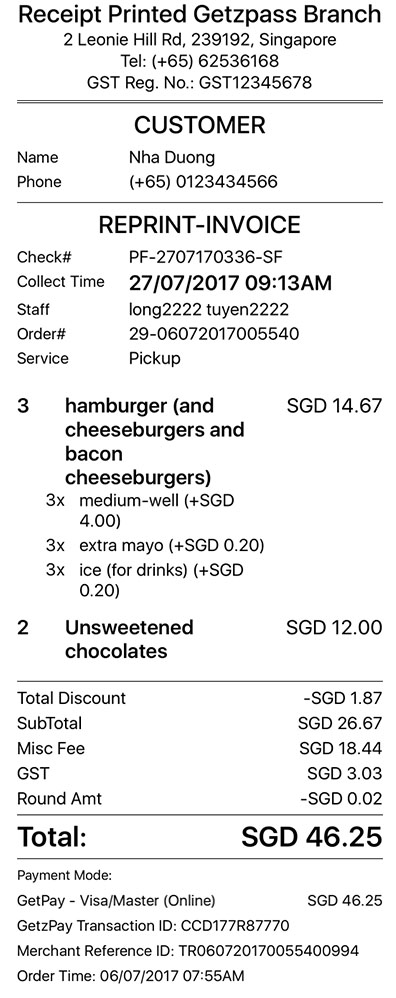 Receipt Printed Getzpass Branch
2 Leonie Hill Rd, 239192, Singapore
Tel: (+65) 62536168
GST Reg. No.: GST12345678
CUSTOMER
Name Nha Duong
Phone (+65) 0123434566
REPRINT-INVOICE
Check# PF-2707170336-SF
Collect Time 27/07/2017 09:13AM
Staff long2222 tuyen2222
Order# 29-06072017005540
Service Pickup
3 hamburger (and SGD 14.67
cheeseburgers and
bacon
cheeseburgers)
3x medium-well (+SGD
4.00)
3x extra mayo (+SGD 0.20)
3x ice (for drinks) (+SGD
0.20)
2 Unsweetened SGD 12.00
chocolates
Total Discount -SGD 1.87
SubTotal SGD 26.67
Misc Fee SGD 18.44
GST SGD 3.03
Round Amt -SGD 0.02
Total: SGD 46.25
Payment Mode:
GetPay - Visa/Master (Online) SGD 46.25
GetzPay Transaction ID: CCD177R87770
Merchant Reference ID: TR060720170055400994
Order Time: 06/07/2017 07:55AM